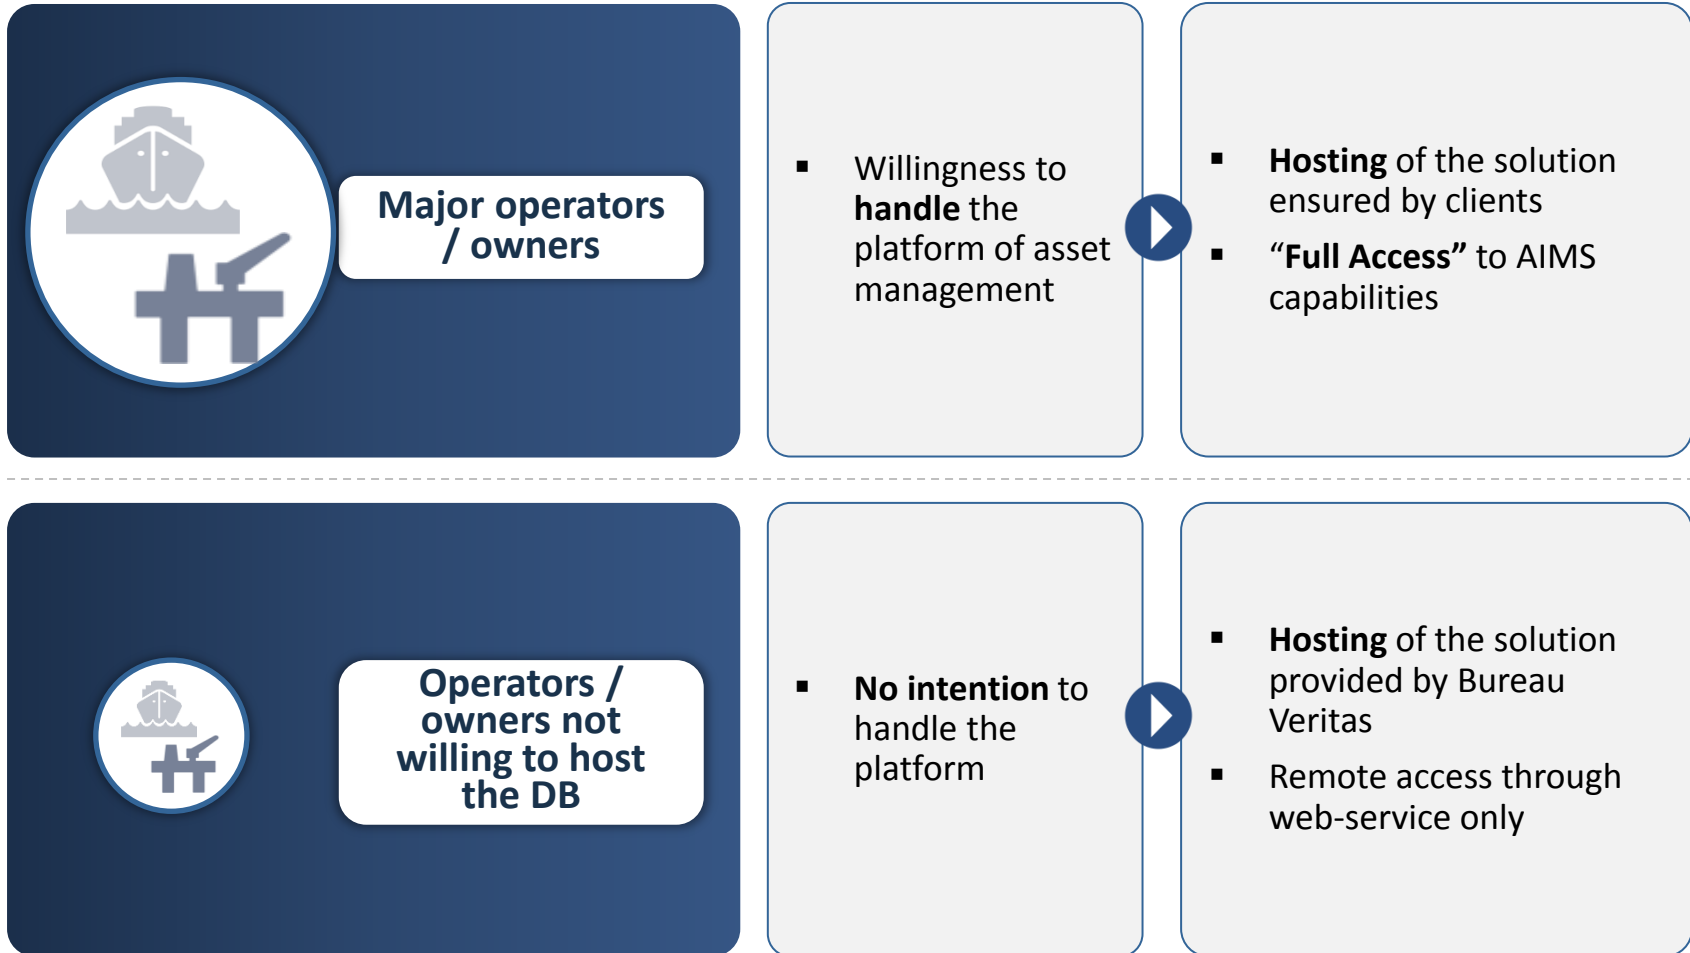 Major operators
/ owners
▪ Willingness to
handle the
platform of asset
management
▪ Hosting of the solution
ensured by clients
▪ “Full Access” to AIMS
capabilities
Operators /
owners not
willing to host
the DB
▪ No intention to
handle the
platform
▪ Hosting of the solution
provided by Bureau
Veritas
▪ Remote access through
web-service only